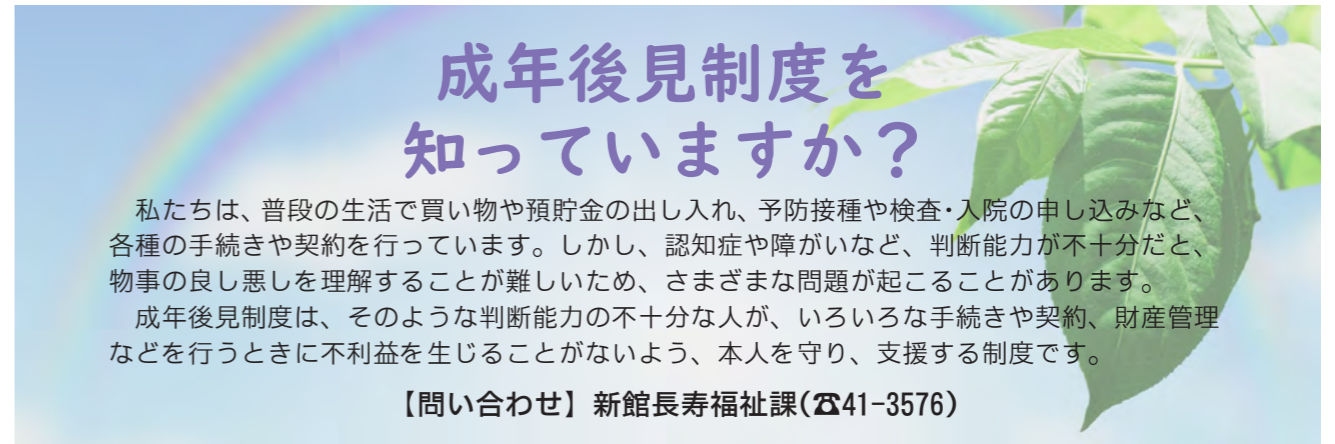 成年後見制度を
知っていますか？
　私たちは、普段の生活で買い物や預貯金の出し入れ、予防接種や検査・入院の申し込みなど、
各種の手続きや契約を行っています。しかし、認知症や障がいなど、判断能力が不十分だと、
物事の良し悪しを理解することが難しいため、さまざまな問題が起こることがあります。
　成年後見制度は、そのような判断能力の不十分な人が、いろいろな手続きや契約、財産管理
などを行うときに不利益を生じることがないよう、本人を守り、支援する制度です。
【問い合わせ】新館長寿福祉課(☎41-3576)